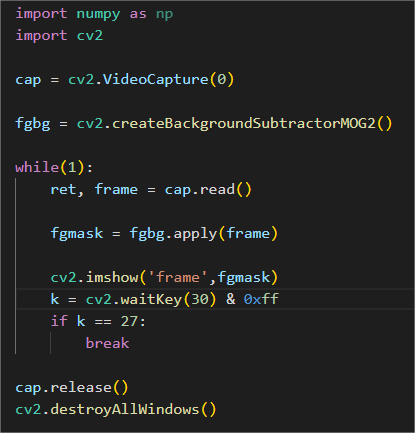 import numpy as np
import cv2
cap = cv2.VideoCapture(0)
fgbg = cv2.createBackgroundSubtractorMOG2()
while(1):
    ret, frame = cap.read()
    fgmask = fgbg.apply(frame)
    cv2.imshow('frame',fgmask)
    k = cv2.waitKey(30) & 0xff
    if k == 27:
        break
cap.release()
cv2.destroyAllWindows()